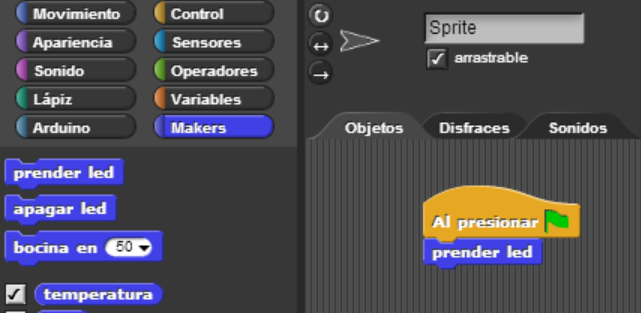 Movimiento Control
Apariencia Sensores
Sonido Operadores
Lápiz Variables
Arduino Makers
prender led
apagar led
bocina en 50
temperatura
Sprite
arrastrable
Objetos Disfraces Sonidos
Al presionar
prender led